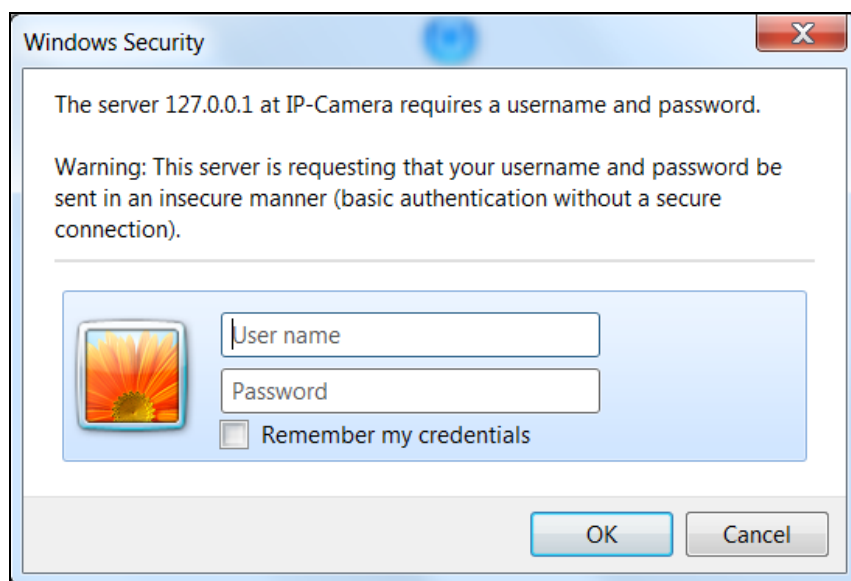 Windows Security
The server 127.0.0.1 at IP-Camera requires a username and password.
Warning: This server is requesting that your username and password be
sent in an insecure manner (basic authentication without a secure
connection).
User name
Password
Remember my credentials
OK Cancel